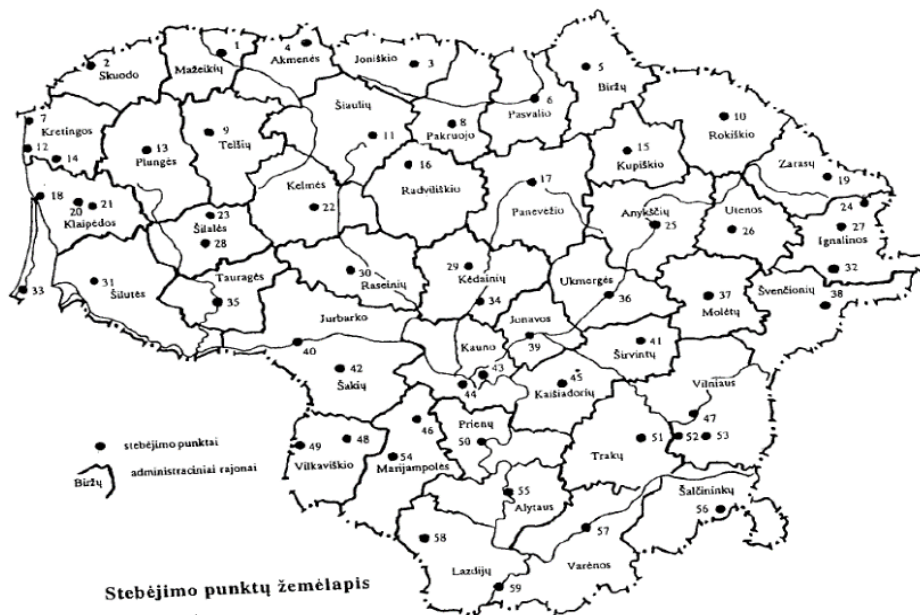 1
4
2
Skuodo
Mažeikių
Akmenės
Joniškio
3
5
Biržų
6
Pasvalio
7
Kretingos
12
14
13
Plungės
9
Telšių
Šiaulių
11
8
Pakruojo
10
Rokiškio
15
Kupiškio
Zarasų
19
16
Radviliškio
17
Panevėžio
18
20
21
Klaipėdos
Kelmės
22
23
Šilalės
28
Anykščių
25
Utenos
26
24
27
Ignalinos
32
33
31
Šilutės
Tauragės
35
30
Raseinių
29
Kėdainių
34
Ukmergės
36
37
Molėtų
Švenčionių
38
Jurbarko
40
Kauno
Jonavos
39
41
Širvintų
42
Šakių
43
44
45
Kaišiadorių
Vilniaus
47
46
Prienų
50
51
52
53
Trakų
49
48
Vilkaviškio
54
Marijampolės
stebėjimo punktai
Biržų
administraciniai rajonai
55
Alytaus
Šalčininkų
56
57
Varėnos
58
Lazdijų
59
Stebėjimo punktų žemėlapis